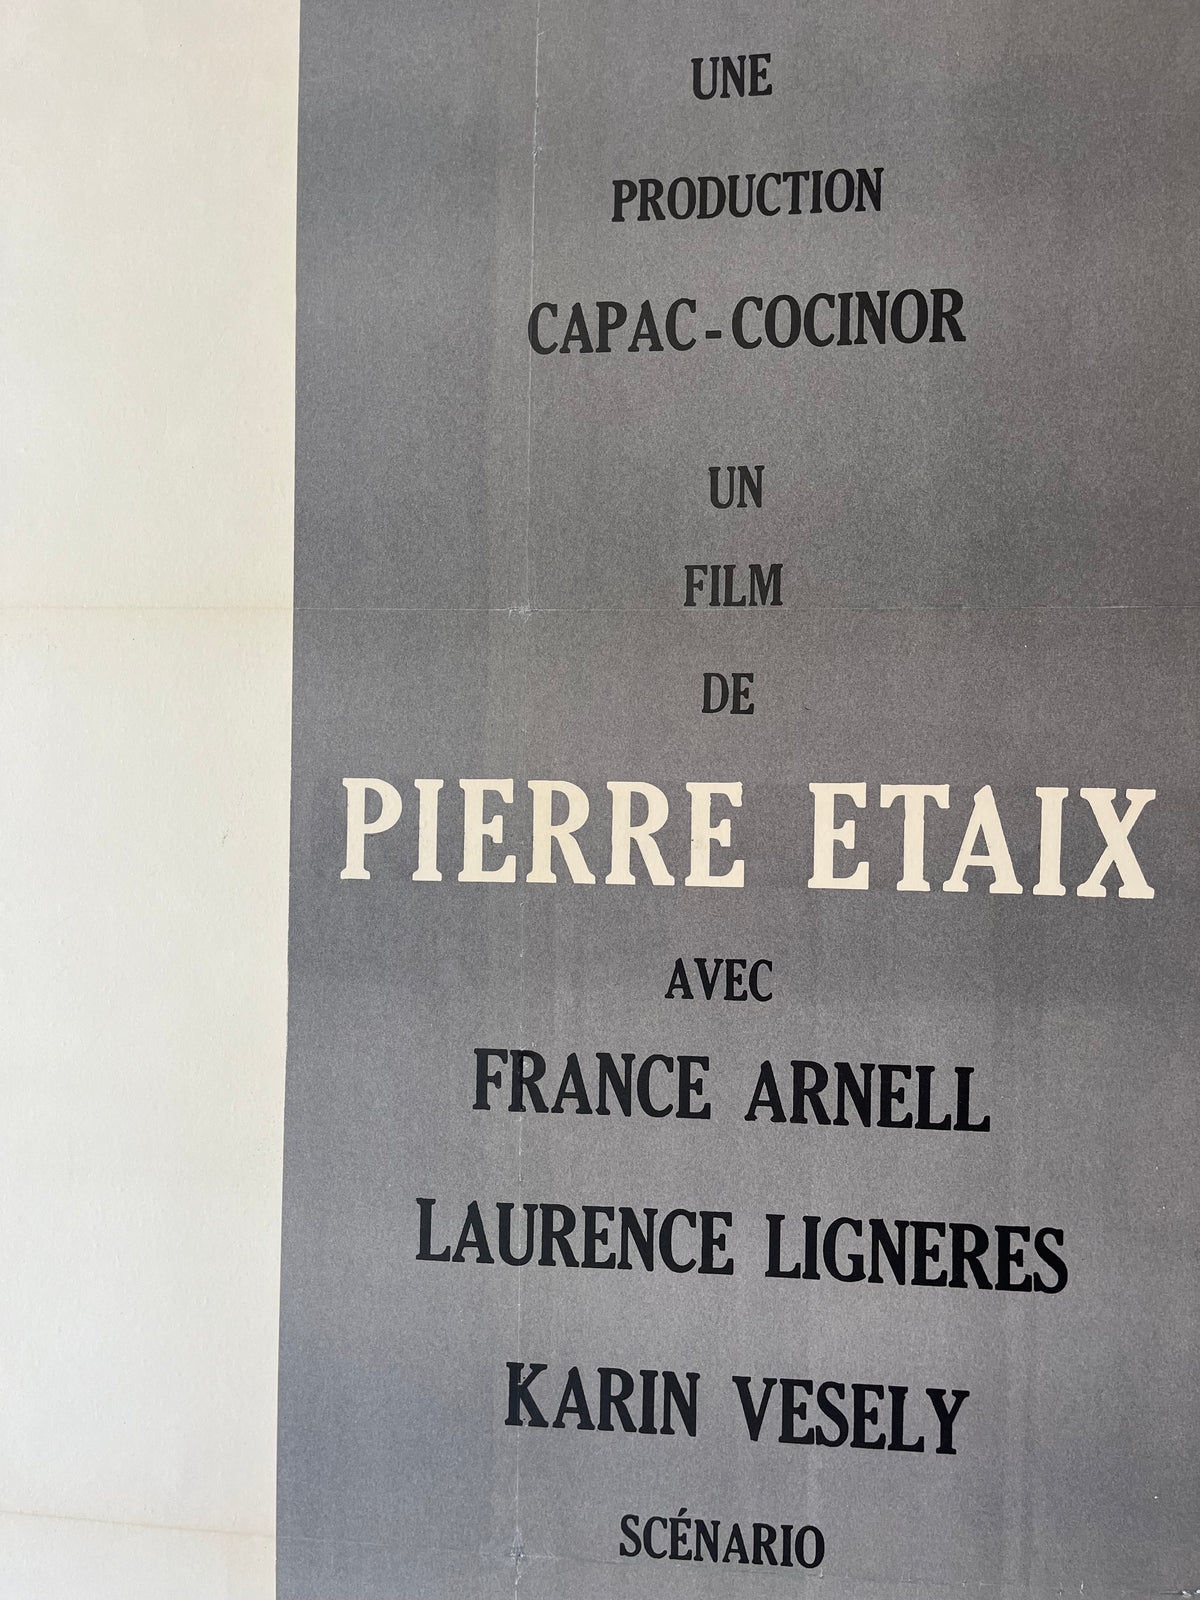 UNE
PRODUCTION
CAPAC-COCINOR
UN
FILM
DE
PIERRE ETAIX
AVEC
FRANCE ARNELL
LAURENCE LIGNERES
KARIN VESELY
SCÉNARIO